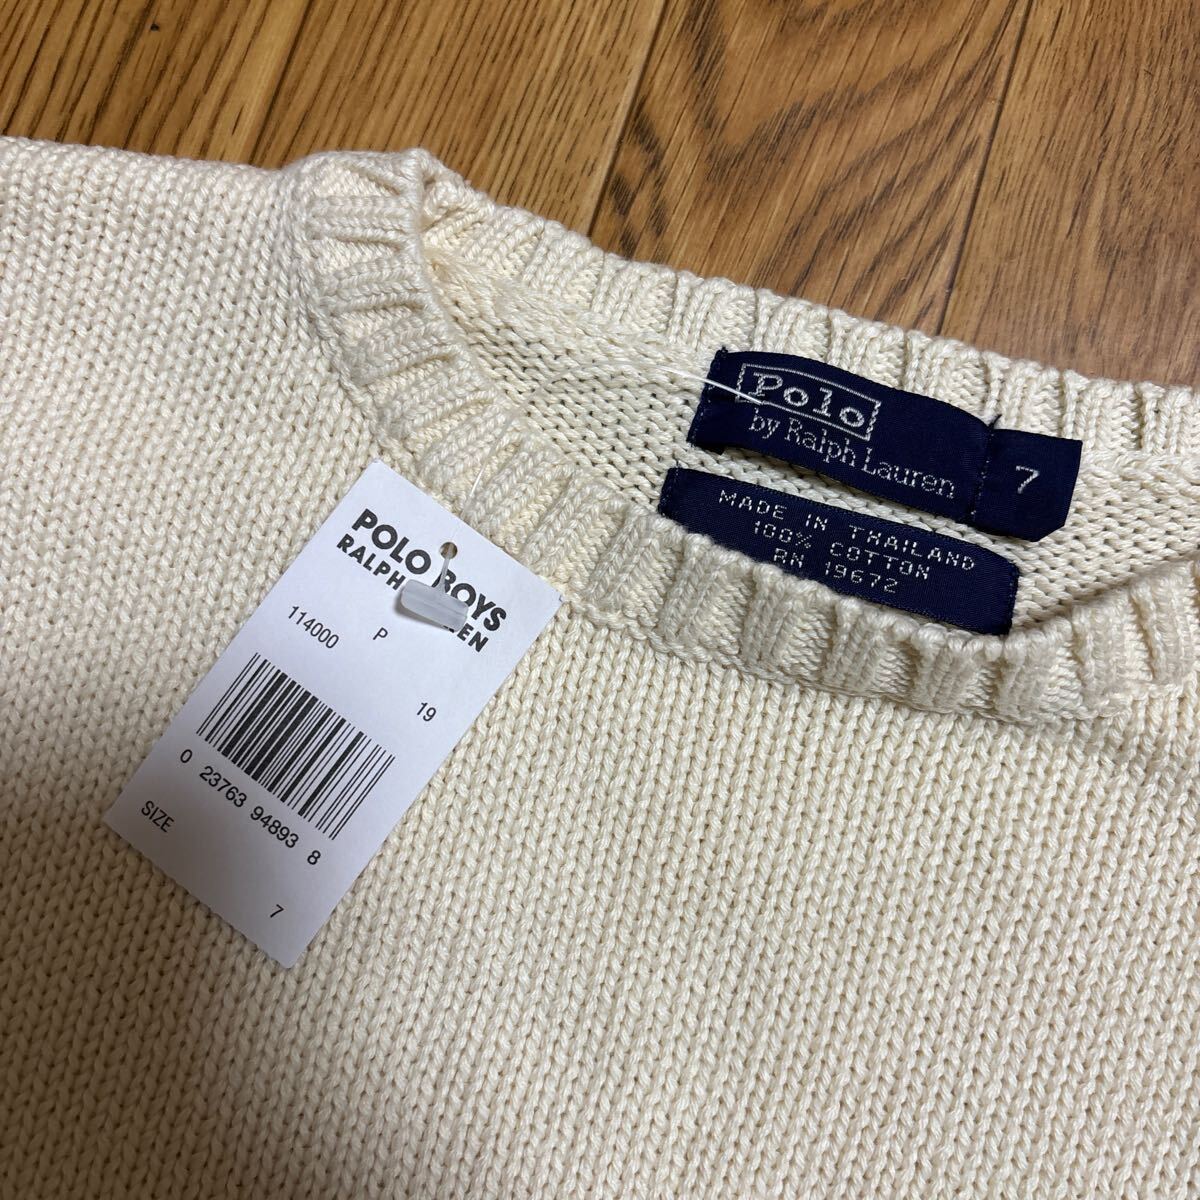 Polo
by Ralph Lauren
7
MADE IN THAILAND
100% COTTON
RN 19672
POLO BOYS
RALPH
114000 P
19
0 23763 94893 8
SIZE
7